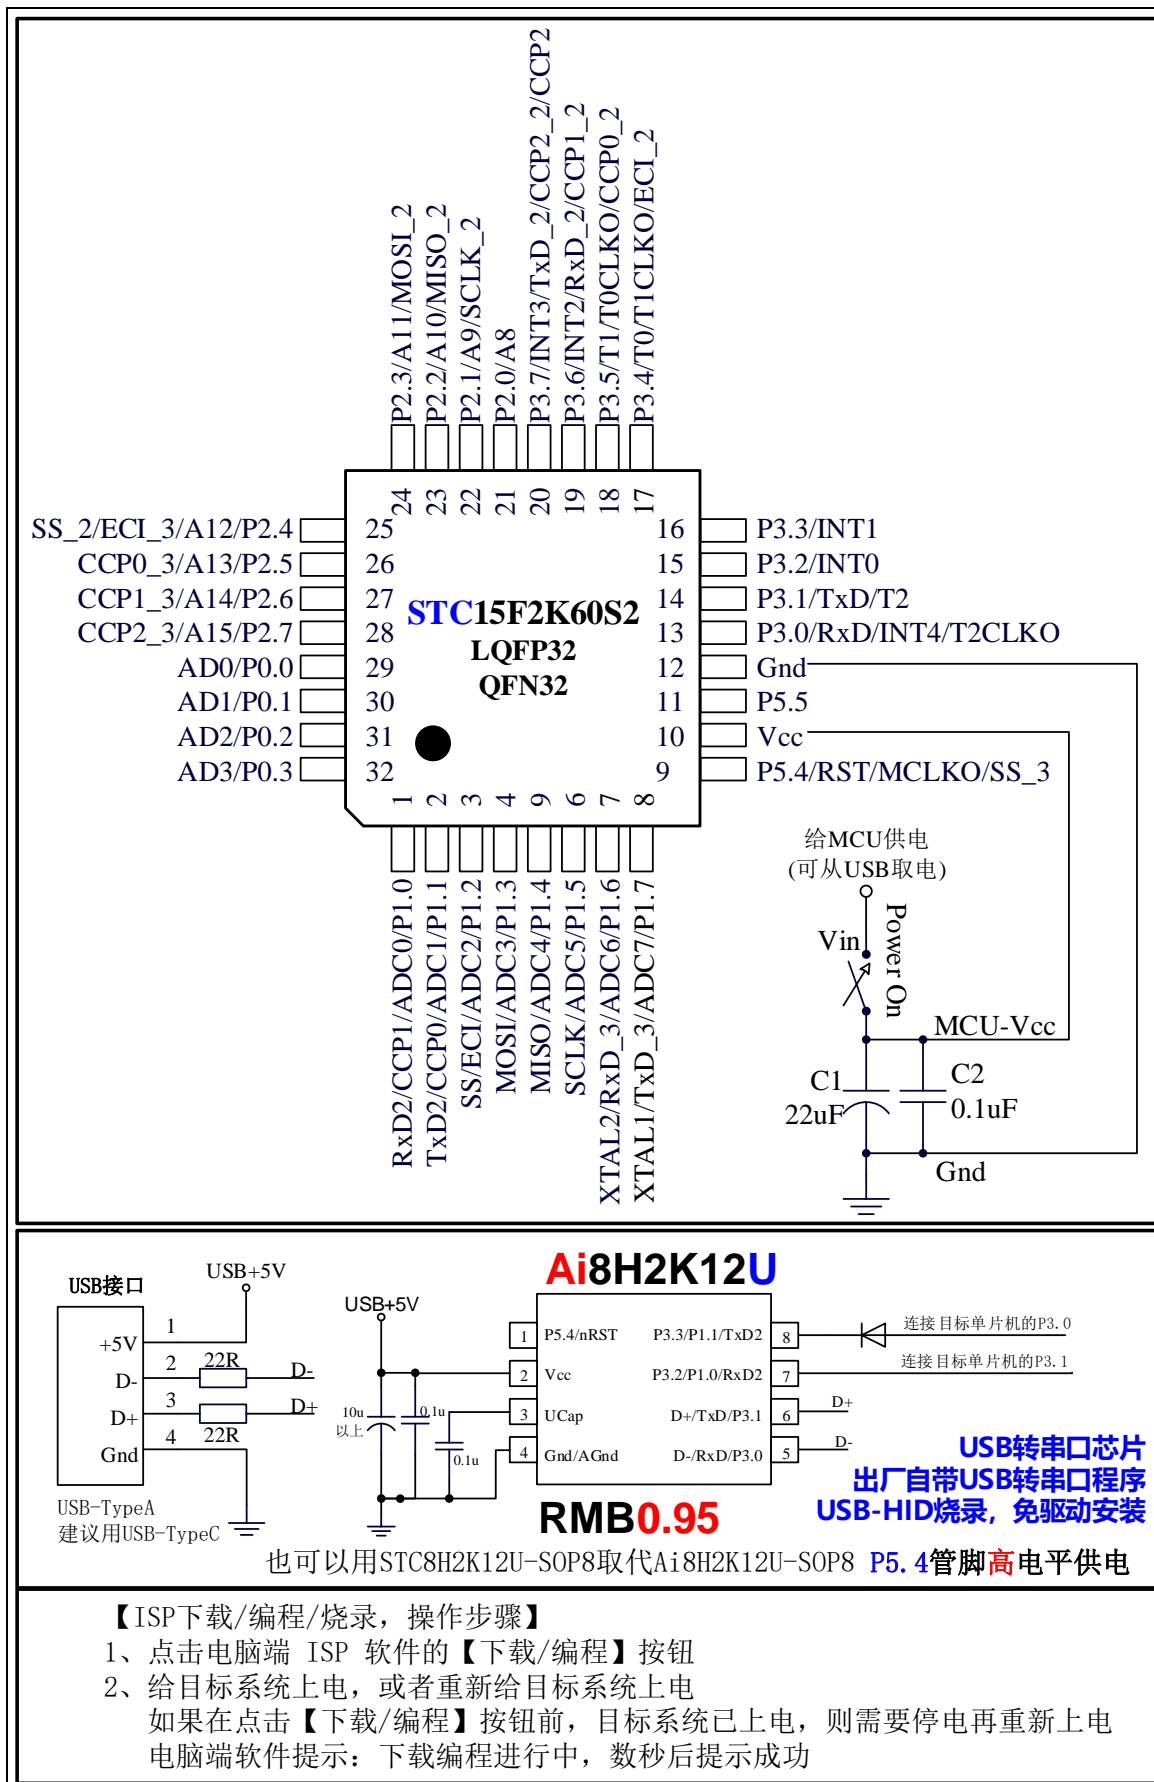 P2.3/A11/MOSI_2
P2.2/A10/MISO_2
P2.1/A9/SCLK_2
P2.0/A8
P3.7/INT3/TxD_2/CCP2_2/CCP2
P3.6/INT2/RxD_2/CCP1_2
P3.5/T1/T0CLKO/CCP0_2
P3.4/T0/T1CLKO/ECI_2
24 23 22 21 20 19 18 17
SS_2/ECI_3/A12/P2.4 25
CCP0_3/A13/P2.5 26
CCP1_3/A14/P2.6 27
CCP2_3/A15/P2.7 28
AD0/P0.0 29
AD1/P0.1 30
AD2/P0.2 31
AD3/P0.3 32
STC15F2K60S2
LQFP32
QFN32
16 P3.3/INT1
15 P3.2/INT0
14 P3.1/TxD/T2
13 P3.0/RxD/INT4/T2CLKO
12 Gnd
11 P5.5
10 Vcc
9 P5.4/RST/MCLKO/SS_3
1 2 3 4 9 6 7 8
RxD2/CCP1/ADC0/P1.0
TxD2/CCP0/ADC1/P1.1
SS/ECI/ADC2/P1.2
MOSI/ADC3/P1.3
MISO/ADC4/P1.4
SCLK/ADC5/P1.5
XTAL2/RxD_3/ADC6/P1.6
XTAL1/TxD_3/ADC7/P1.7
给MCU供电
(可从USB取电)
Vin
Power On
MCU-Vcc
C1
22uF
C2
0.1uF
Gnd
USB接口
USB+5V
+5V 1
D- 2 22R D-
D+ 3 22R D+
Gnd 4
USB-TypeA
建议用USB-TypeC
USB+5V
10u
以上
0.1u
0.1u
Ai8H2K12U
1 P5.4/nRST P3.3/P1.1/TxD2 8
2 Vcc P3.2/P1.0/RxD2 7
3 UCap D+/TxD/P3.1 6
4 Gnd/AGnd D-/RxD/P3.0 5
连接目标单片机的P3.0
连接目标单片机的P3.1
D+
D-
RMB0.95
USB转串口芯片
出厂自带USB转串口程序
USB-HID烧录，免驱动安装
也可以用STC8H2K12U-SOP8取代Ai8H2K12U-SOP8 P5.4管脚高电平供电
【ISP下载/编程/烧录，操作步骤】
1、点击电脑端 ISP 软件的【下载/编程】按钮
2、给目标系统上电，或者重新给目标系统上电
如果在点击【下载/编程】按钮前，目标系统已上电，则需要停电再重新上电
电脑端软件提示：下载编程进行中，数秒后提示成功